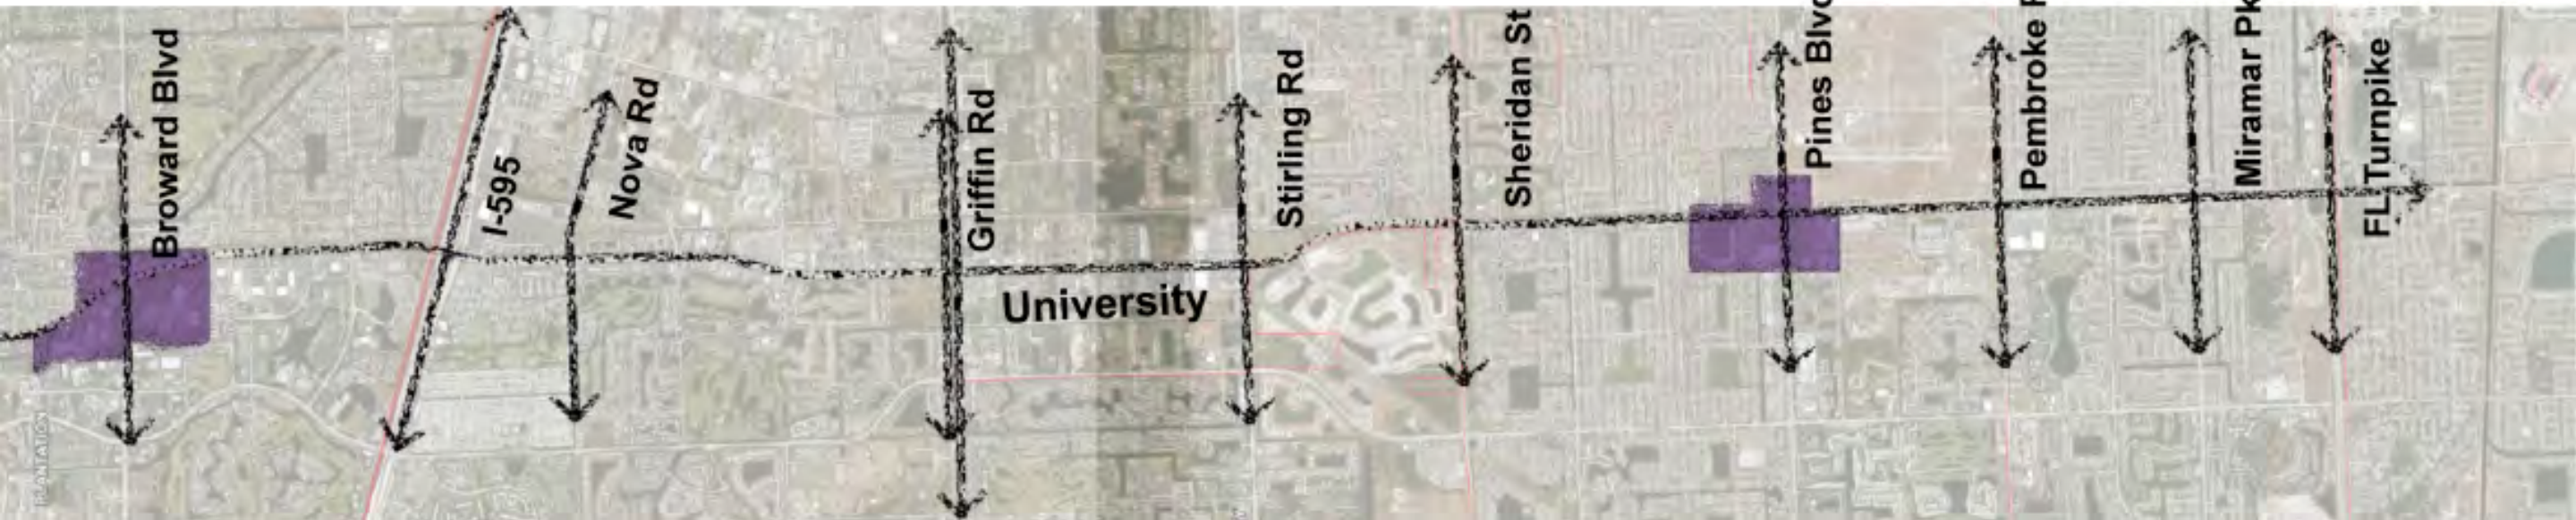 Broward Blvd
I-595
Nova Rd
Griffin Rd
University
Stirling Rd
Sheridan St
Pines Blvd
Pembroke R
Miramar Pk
FL Turnpike
PLANTATION